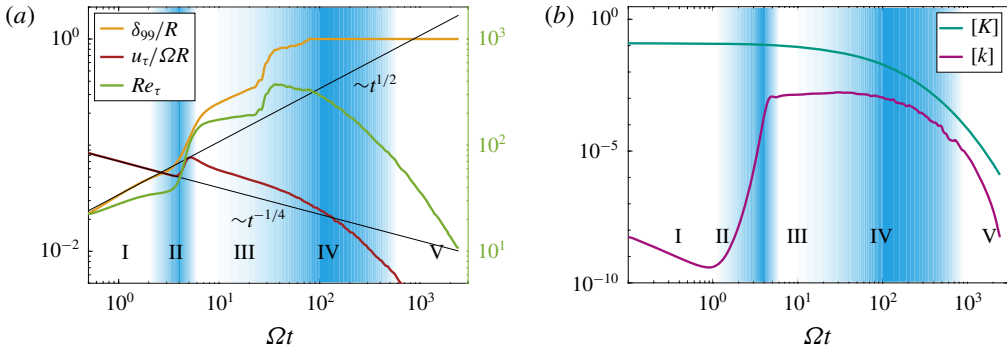 (a)
(b)
δ99/R
uτ/ΩR
Reτ
[K]
[k]
10^0
10^-2
10^3
10^2
10^1
~t^1/2
~t^-1/4
I II III IV V
10^0 10^1 10^2 10^3
Ωt
10^0
10^-5
10^-10
I II III IV V
10^0 10^1 10^2 10^3
Ωt